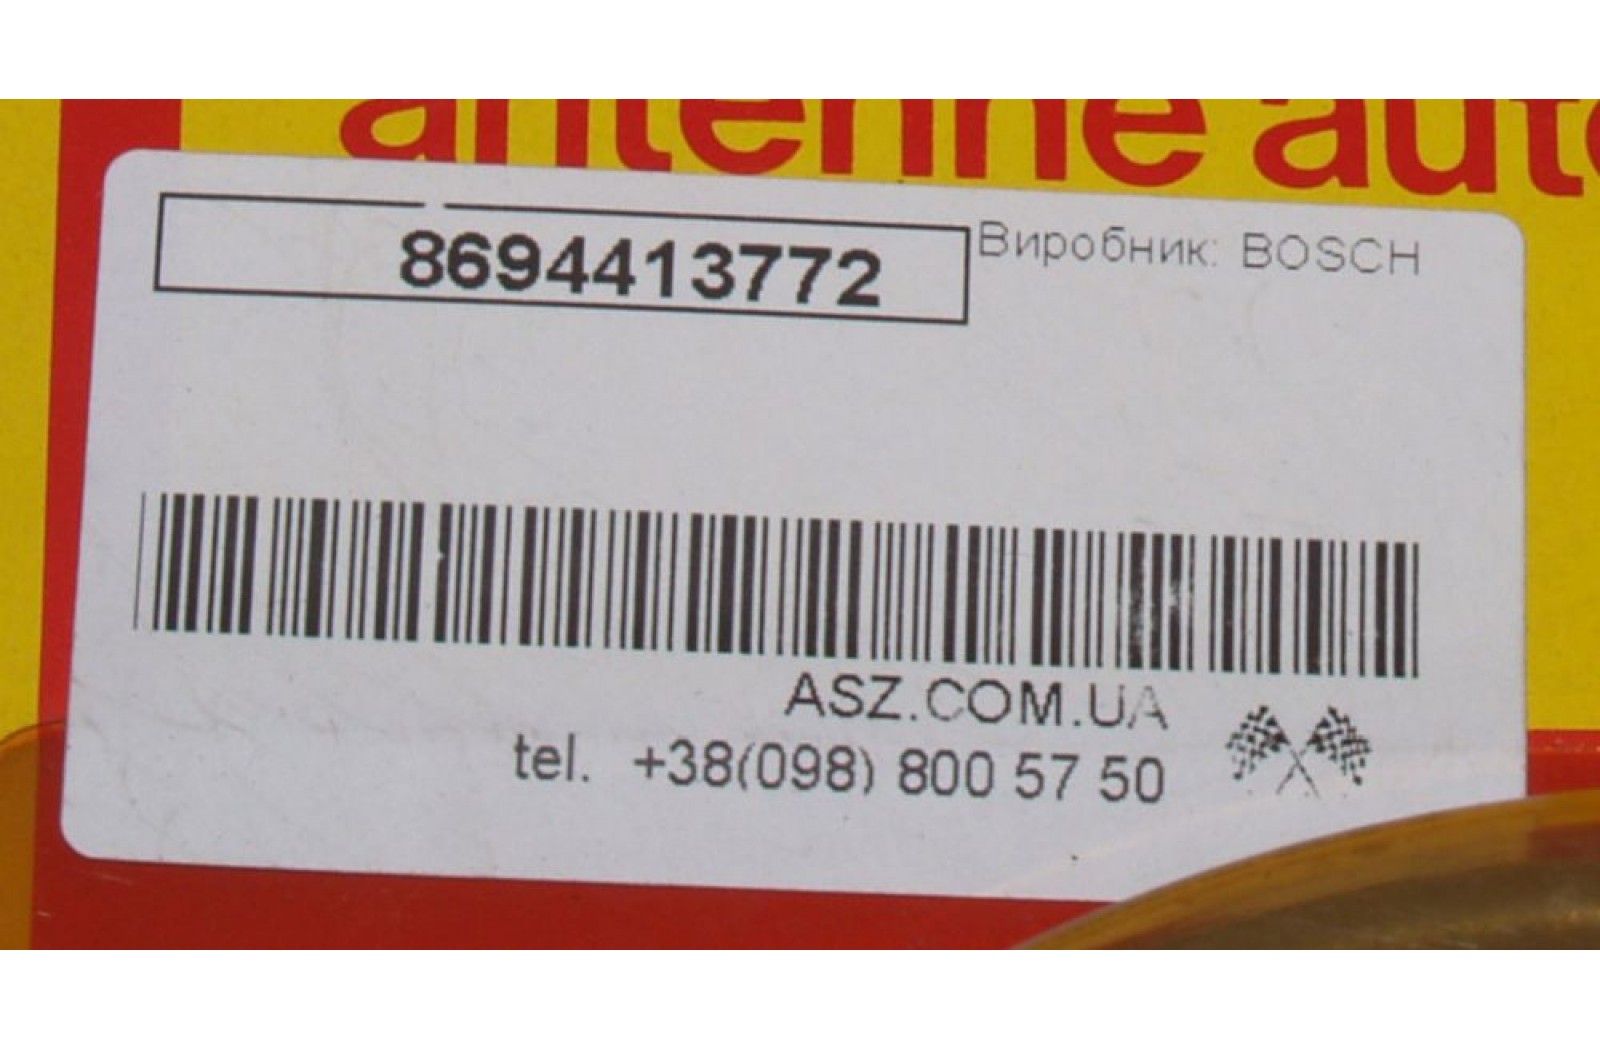 antenne auto
8694413772
Виробник: BOSCH
ASZ.COM.UA
tel. +38(098) 800 57 50